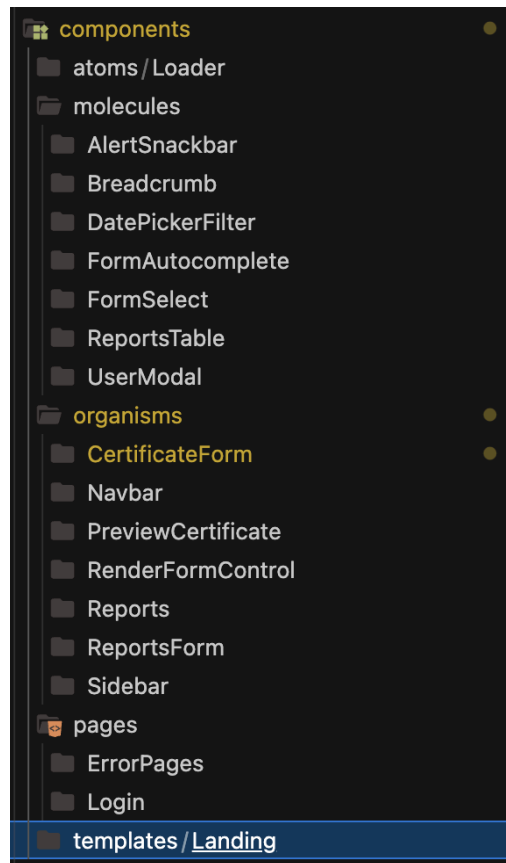 components
atoms/Loader
molecules
AlertSnackbar
Breadcrumb
DatePickerFilter
FormAutocomplete
FormSelect
ReportsTable
UserModal
organisms
CertificateForm
Navbar
PreviewCertificate
RenderFormControl
Reports
ReportsForm
Sidebar
pages
ErrorPages
Login
templates/Landing